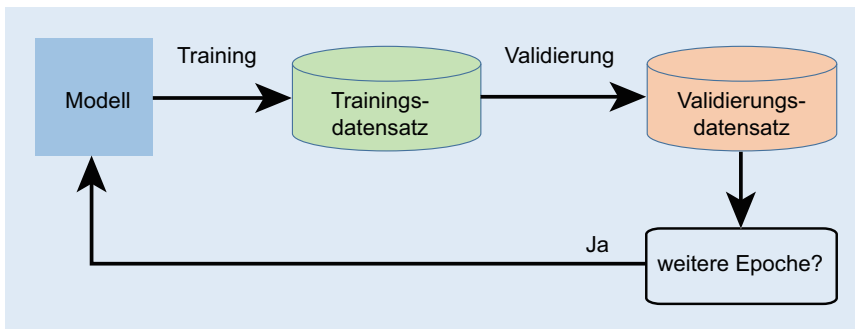 Training
Validierung
Modell
Trainings-
datensatz
Validierungs-
datensatz
Ja
weitere Epoche?